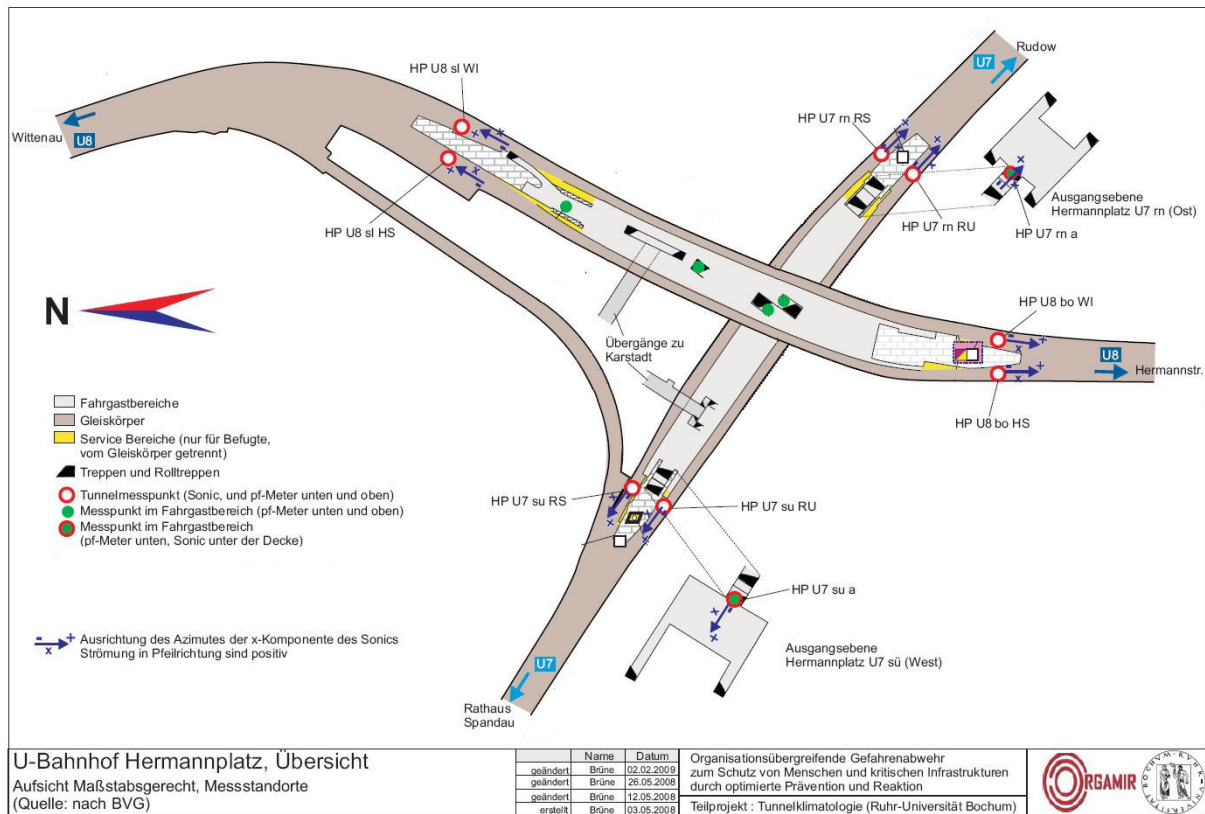 U7
Rudow
HP U8 sl WI
Wittenau
U8
HP U7 rn RS
HP U8 sl HS
HP U7 rn RU
Ausgangsebene
Hermannplatz U7 rn (Ost)
HP U7 rn a
N
HP U8 bo WI
Übergänge zu
Karstadt
U8
Hermannstr.
HP U8 bo HS
Fahrgastbereiche
Gleiskörper
Service Bereiche (nur für Befugte,
vom Gleiskörper getrennt)
Treppen und Rolltreppen
Tunnelmesspunkt (Sonic, und pf-Meter unten und oben)
Messpunkt im Fahrgastbereich (pf-Meter unten und oben)
Messpunkt im Fahrgastbereich
(pf-Meter unten, Sonic unter der Decke)
HP U7 su RS
HP U7 su RU
HP U7 su a
- + x
Ausrichtung des Azimutes der x-Komponente des Sonics
Strömung in Pfeilrichtung sind positiv
Ausgangsebene
Hermannplatz U7 sü (West)
U7
Rathaus
Spandau
U-Bahnhof Hermannplatz, Übersicht
Aufsicht Maßstabsgerecht, Messstandorte
(Quelle: nach BVG)
Name Datum
geändert Brüne 02.02.2009
geändert Brüne 26.05.2008
geändert Brüne 12.05.2008
erstellt Brüne 03.05.2008
Organisationsübergreifende Gefahrenabwehr
zum Schutz von Menschen und kritischen Infrastrukturen
durch optimierte Prävention und Reaktion
Teilprojekt : Tunnelklimatologie (Ruhr-Universität Bochum)
ORGAMIR
RUHR-UNIVERSITÄT BOCHUM